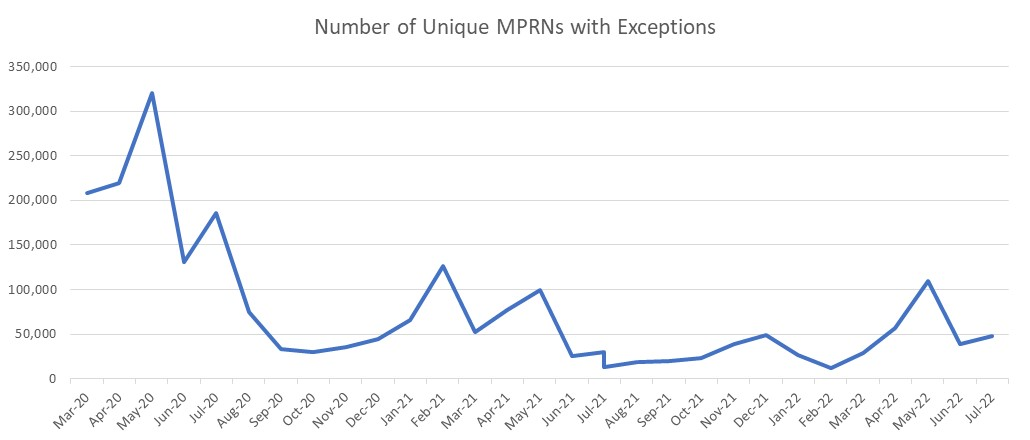 Number of Unique MPRNs with Exceptions
350,000
300,000
250,000
200,000
150,000
100,000
50,000
0
Mar-20
Apr-20
May-20
Jun-20
Jul-20
Aug-20
Sep-20
Oct-20
Nov-20
Dec-20
Jan-21
Feb-21
Mar-21
Apr-21
May-21
Jun-21
Jul-21
Aug-21
Sep-21
Oct-21
Nov-21
Dec-21
Jan-22
Feb-22
Mar-22
Apr-22
May-22
Jun-22
Jul-22